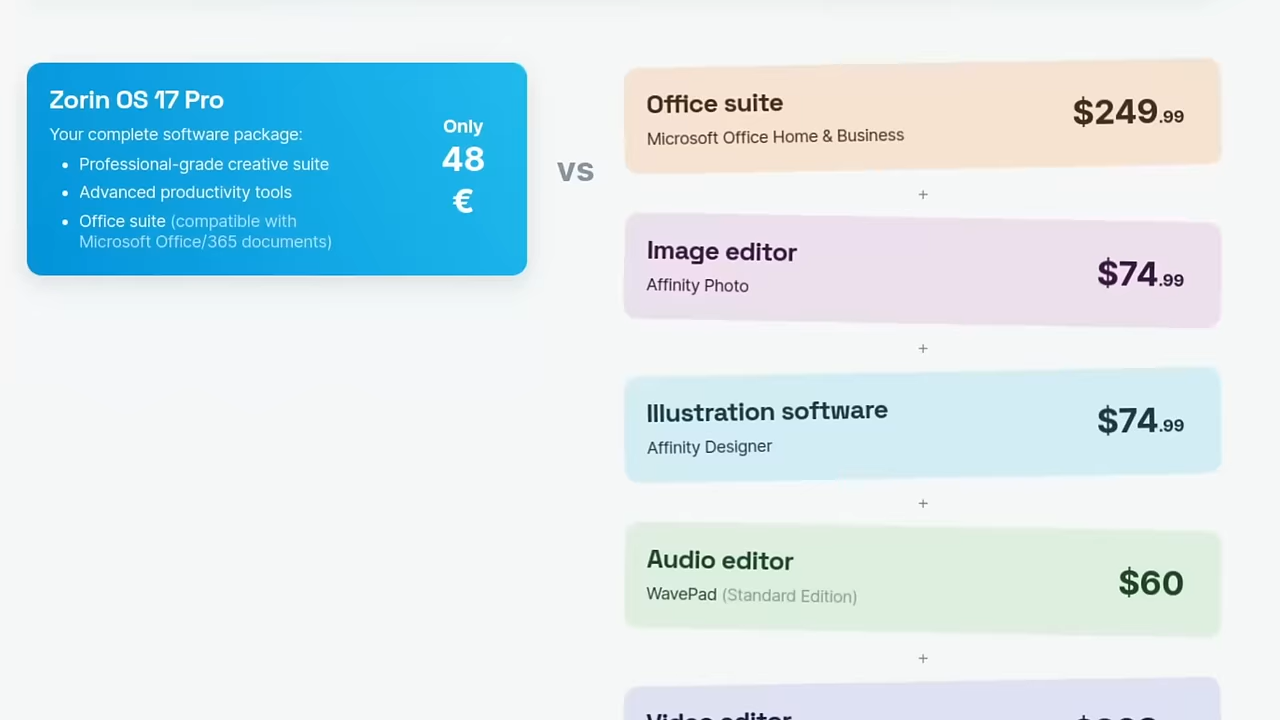 Zorin OS 17 Pro
Your complete software package:
• Professional-grade creative suite
• Advanced productivity tools
• Office suite (compatible with
Microsoft Office/365 documents)
Only
48
€
vs
Office suite
Microsoft Office Home & Business
$249.99
+
Image editor
Affinity Photo
$74.99
+
Illustration software
Affinity Designer
$74.99
+
Audio editor
WavePad (Standard Edition)
$60
+
Video editor